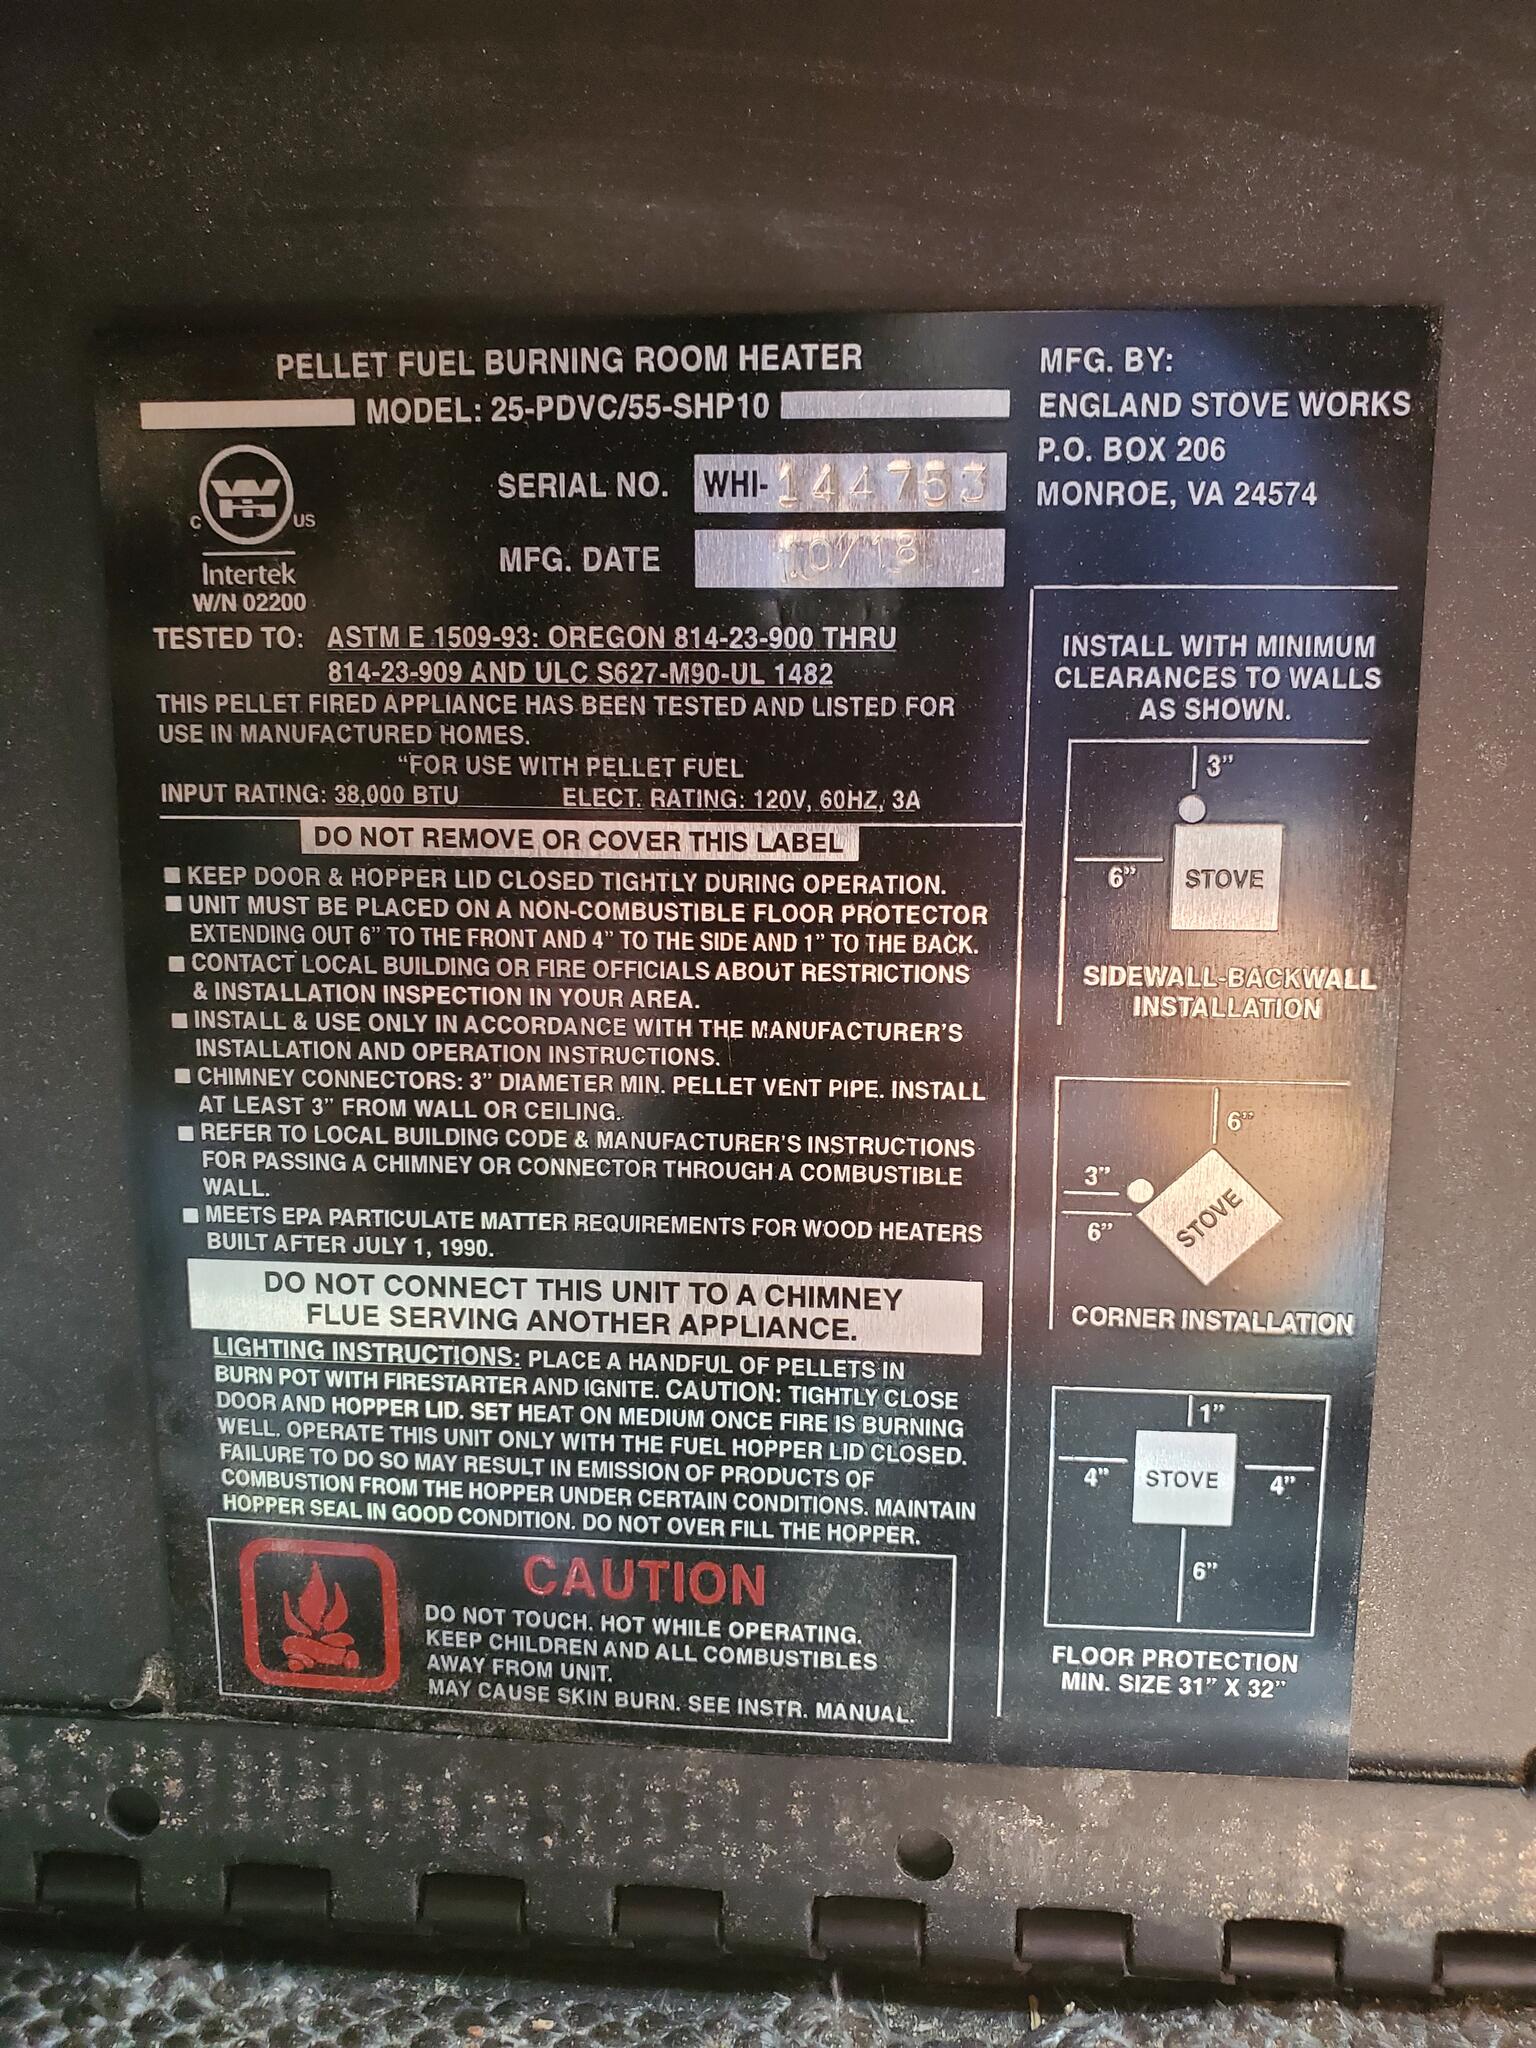 PELLET FUEL BURNING ROOM HEATER
MODEL: 25-PDVC/55-SHP10
C US
Intertek
W/N 02200
SERIAL NO. WHI-144753
MFG. DATE 10/18
TESTED TO: ASTM E 1509-93: OREGON 814-23-900 THRU
814-23-909 AND ULC S627-M90-UL 1482
THIS PELLET FIRED APPLIANCE HAS BEEN TESTED AND LISTED FOR
USE IN MANUFACTURED HOMES.
“FOR USE WITH PELLET FUEL
INPUT RATING: 38,000 BTU ELECT. RATING: 120V, 60HZ, 3A
DO NOT REMOVE OR COVER THIS LABEL
■ KEEP DOOR & HOPPER LID CLOSED TIGHTLY DURING OPERATION.
■ UNIT MUST BE PLACED ON A NON-COMBUSTIBLE FLOOR PROTECTOR
EXTENDING OUT 6” TO THE FRONT AND 4” TO THE SIDE AND 1” TO THE BACK.
■ CONTACT LOCAL BUILDING OR FIRE OFFICIALS ABOUT RESTRICTIONS
& INSTALLATION INSPECTION IN YOUR AREA.
■ INSTALL & USE ONLY IN ACCORDANCE WITH THE MANUFACTURER’S
INSTALLATION AND OPERATION INSTRUCTIONS.
■ CHIMNEY CONNECTORS: 3” DIAMETER MIN. PELLET VENT PIPE. INSTALL
AT LEAST 3” FROM WALL OR CEILING.
■ REFER TO LOCAL BUILDING CODE & MANUFACTURER’S INSTRUCTIONS
FOR PASSING A CHIMNEY OR CONNECTOR THROUGH A COMBUSTIBLE
WALL.
■ MEETS EPA PARTICULATE MATTER REQUIREMENTS FOR WOOD HEATERS
BUILT AFTER JULY 1, 1990.
DO NOT CONNECT THIS UNIT TO A CHIMNEY
FLUE SERVING ANOTHER APPLIANCE.
LIGHTING INSTRUCTIONS: PLACE A HANDFUL OF PELLETS IN
BURN POT WITH FIRESTARTER AND IGNITE. CAUTION: TIGHTLY CLOSE
DOOR AND HOPPER LID. SET HEAT ON MEDIUM ONCE FIRE IS BURNING
WELL. OPERATE THIS UNIT ONLY WITH THE FUEL HOPPER LID CLOSED.
FAILURE TO DO SO MAY RESULT IN EMISSION OF PRODUCTS OF
COMBUSTION FROM THE HOPPER UNDER CERTAIN CONDITIONS. MAINTAIN
HOPPER SEAL IN GOOD CONDITION. DO NOT OVER FILL THE HOPPER.
CAUTION
DO NOT TOUCH. HOT WHILE OPERATING.
KEEP CHILDREN AND ALL COMBUSTIBLES
AWAY FROM UNIT.
MAY CAUSE SKIN BURN. SEE INSTR. MANUAL.
MFG. BY:
ENGLAND STOVE WORKS
P.O. BOX 206
MONROE, VA 24574
INSTALL WITH MINIMUM
CLEARANCES TO WALLS
AS SHOWN.
3”
6” STOVE
SIDEWALL-BACKWALL
INSTALLATION
6”
3”
6” STOVE
CORNER INSTALLATION
1”
4” STOVE 4”
6”
FLOOR PROTECTION
MIN. SIZE 31” X 32”